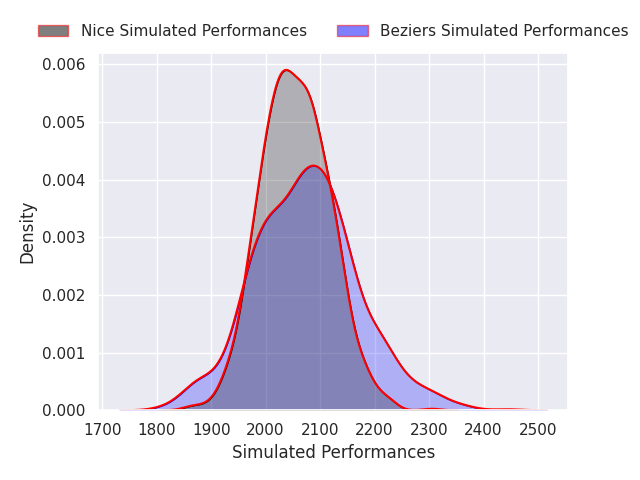 Nice Simulated Performances
Beziers Simulated Performances
0.006
0.005
0.004
0.003
0.002
0.001
0.000
Density
1700 1800 1900 2000 2100 2200 2300 2400 2500
Simulated Performances